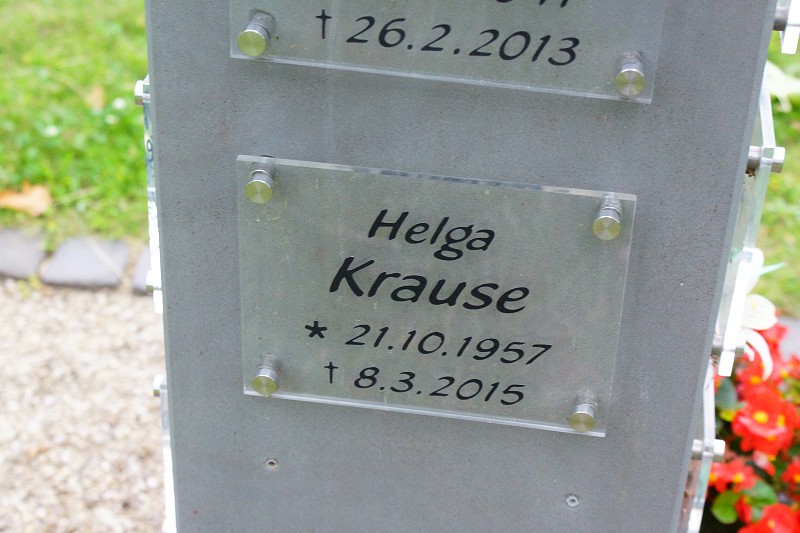 † 26.2.2013
Helga
Krause
* 21.10.1957
† 8.3.2015